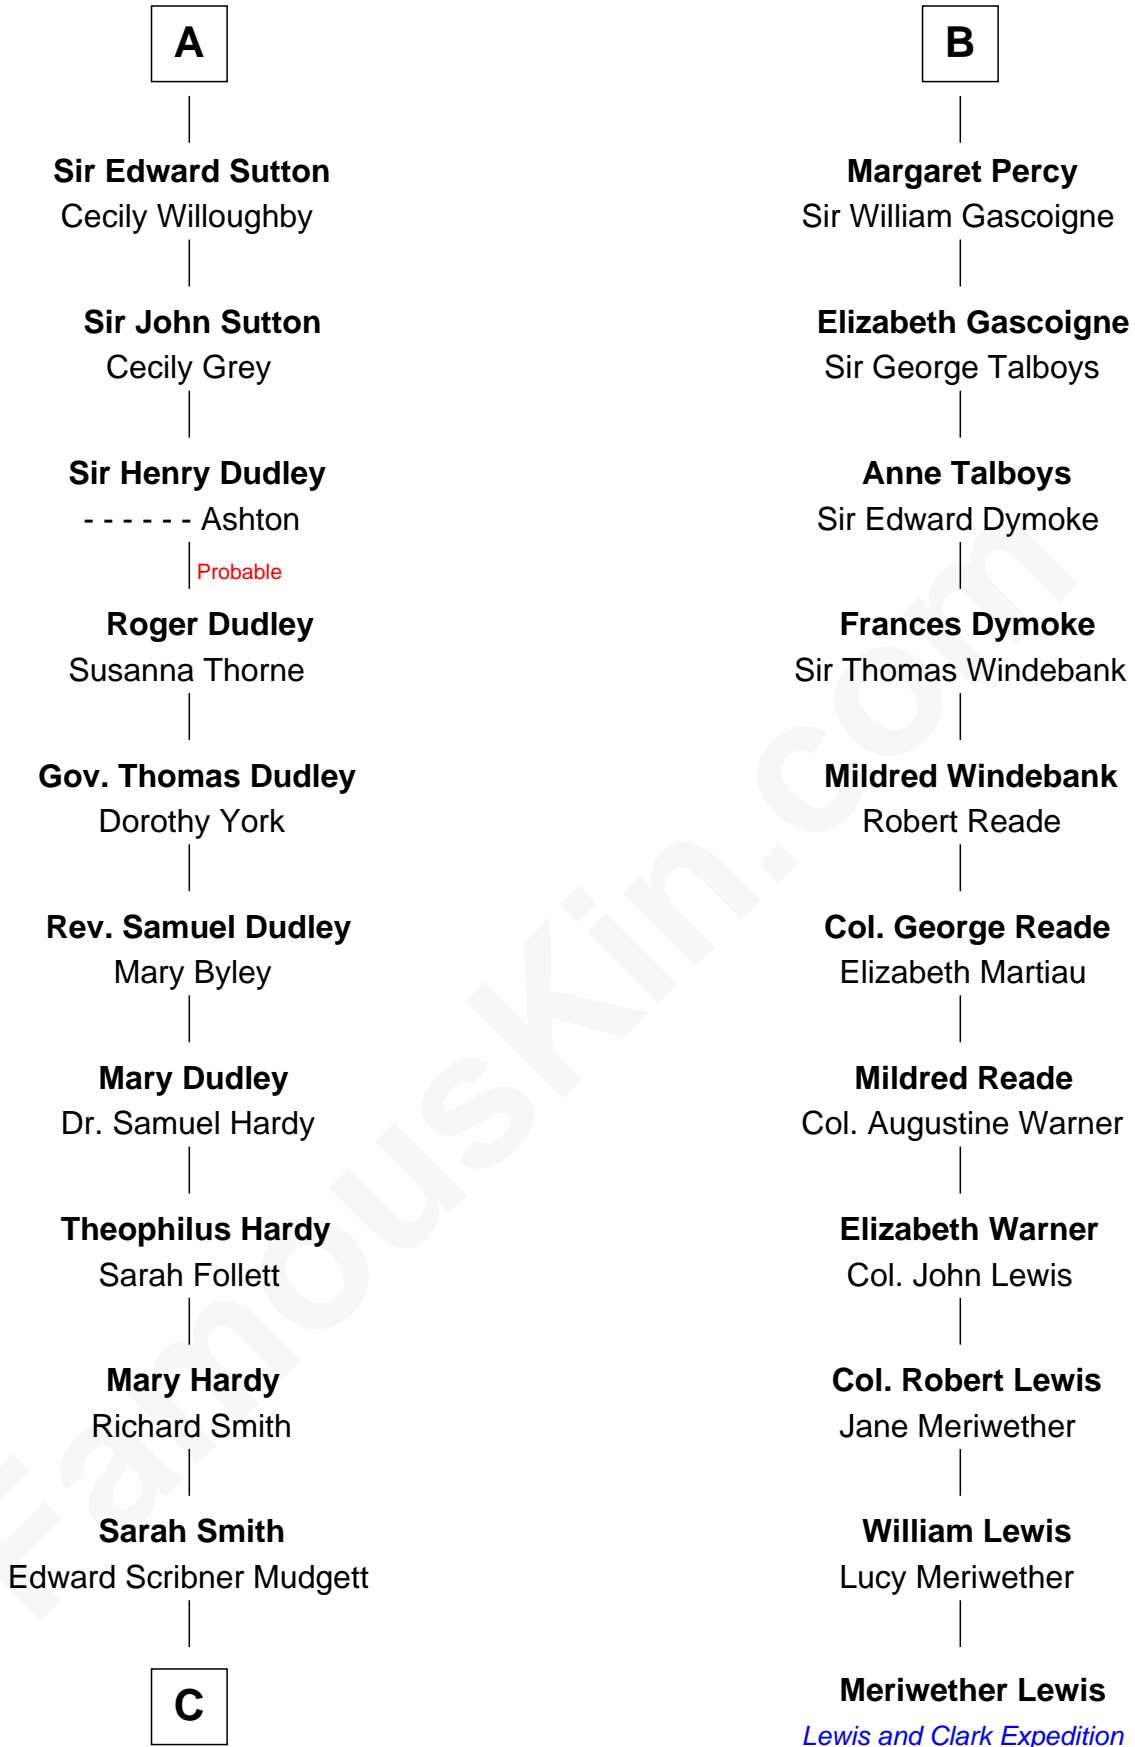 A
Sir Edward Sutton
Cecily Willoughby
Sir John Sutton
Cecily Grey
Sir Henry Dudley
- - - - - - Ashton
Probable
Roger Dudley
Susanna Thorne
Gov. Thomas Dudley
Dorothy York
Rev. Samuel Dudley
Mary Byley
Mary Dudley
Dr. Samuel Hardy
Theophilus Hardy
Sarah Follett
Mary Hardy
Richard Smith
Sarah Smith
Edward Scribner Mudgett
C
B
Margaret Percy
Sir William Gascoigne
Elizabeth Gascoigne
Sir George Talboys
Anne Talboys
Sir Edward Dymoke
Frances Dymoke
Sir Thomas Windebank
Mildred Windebank
Robert Reade
Col. George Reade
Elizabeth Martiau
Mildred Reade
Col. Augustine Warner
Elizabeth Warner
Col. John Lewis
Col. Robert Lewis
Jane Meriwether
William Lewis
Lucy Meriwether
Meriwether Lewis
Lewis and Clark Expedition
FamousKin.com